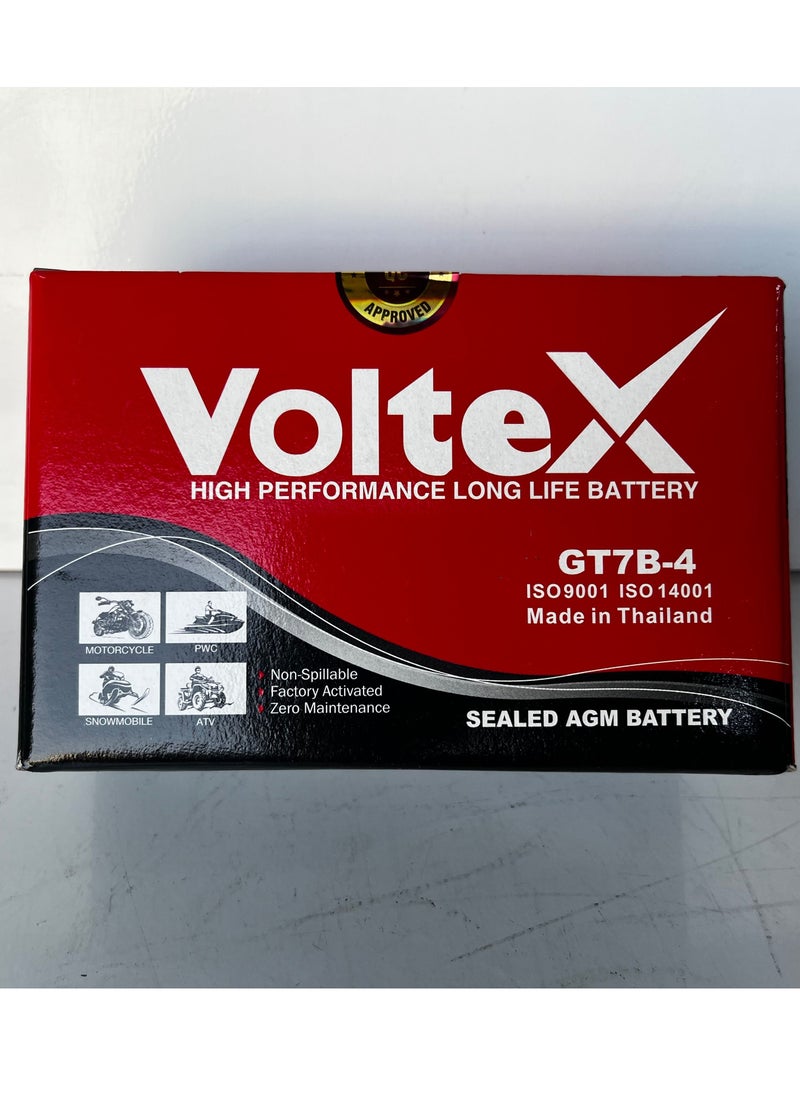 APPROVED
VolteX
HIGH PERFORMANCE LONG LIFE BATTERY
GT7B-4
ISO9001 ISO14001
Made in Thailand
MOTORCYCLE
PWC
SNOWMOBILE
ATV
Non-Spillable
Factory Activated
Zero Maintenance
SEALED AGM BATTERY